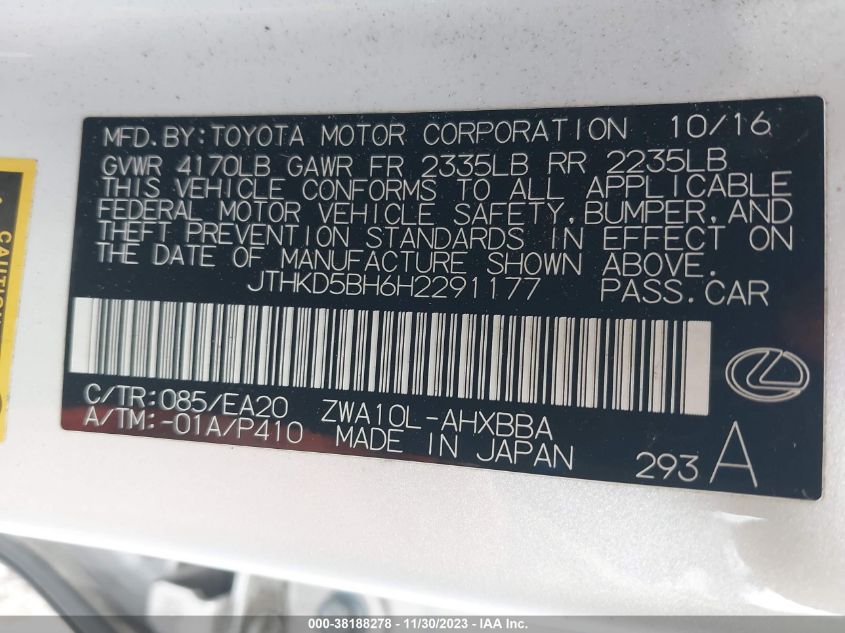 MFD.BY:TOYOTA MOTOR CORPORATION 10/16
GVWR 4170LB GAWR FR 2335LB RR 2235LB
THIS VEHICLE CONFORMS TO ALL APPLICABLE
FEDERAL MOTOR VEHICLE SAFETY,BUMPER,AND
THEFT PREVENTION STANDARDS IN EFFECT ON
THE DATE OF MANUFACTURE SHOWN ABOVE.
JTHKD5BH6H2291177 PASS.CAR
C/TR:085/EA20 ZWA10L-AHXBBA
A/TM:-01A/P410 MADE IN JAPAN
293 A
000-38188278 - 11/30/2023 - IAAI.COM